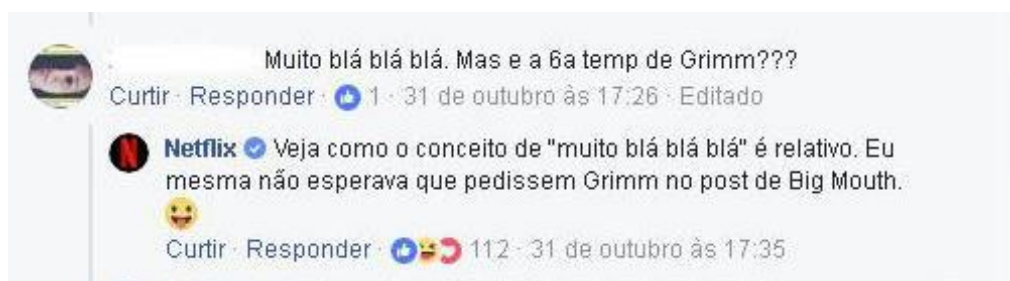 Muito blá blá blá. Mas e a 6a temp de Grimm???
Curtir · Responder · 1 · 31 de outubro às 17:26 · Editado
Netflix Veja como o conceito de "muito blá blá blá" é relativo. Eu
mesma não esperava que pedissem Grimm no post de Big Mouth.
Curtir · Responder · 112 · 31 de outubro às 17:35